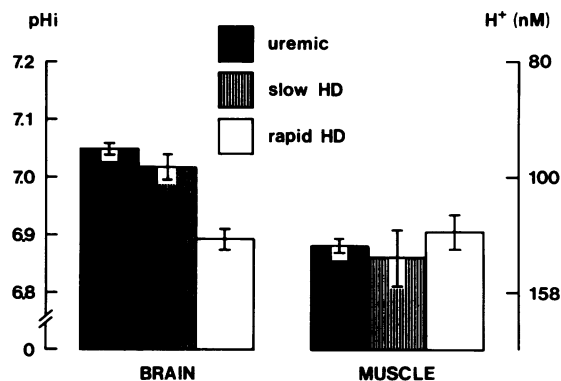 pHi
H⁺ (nM)
uremic
slow HD
rapid HD
7.2
7.1
7.0
6.9
6.8
0
80
100
158
BRAIN
MUSCLE